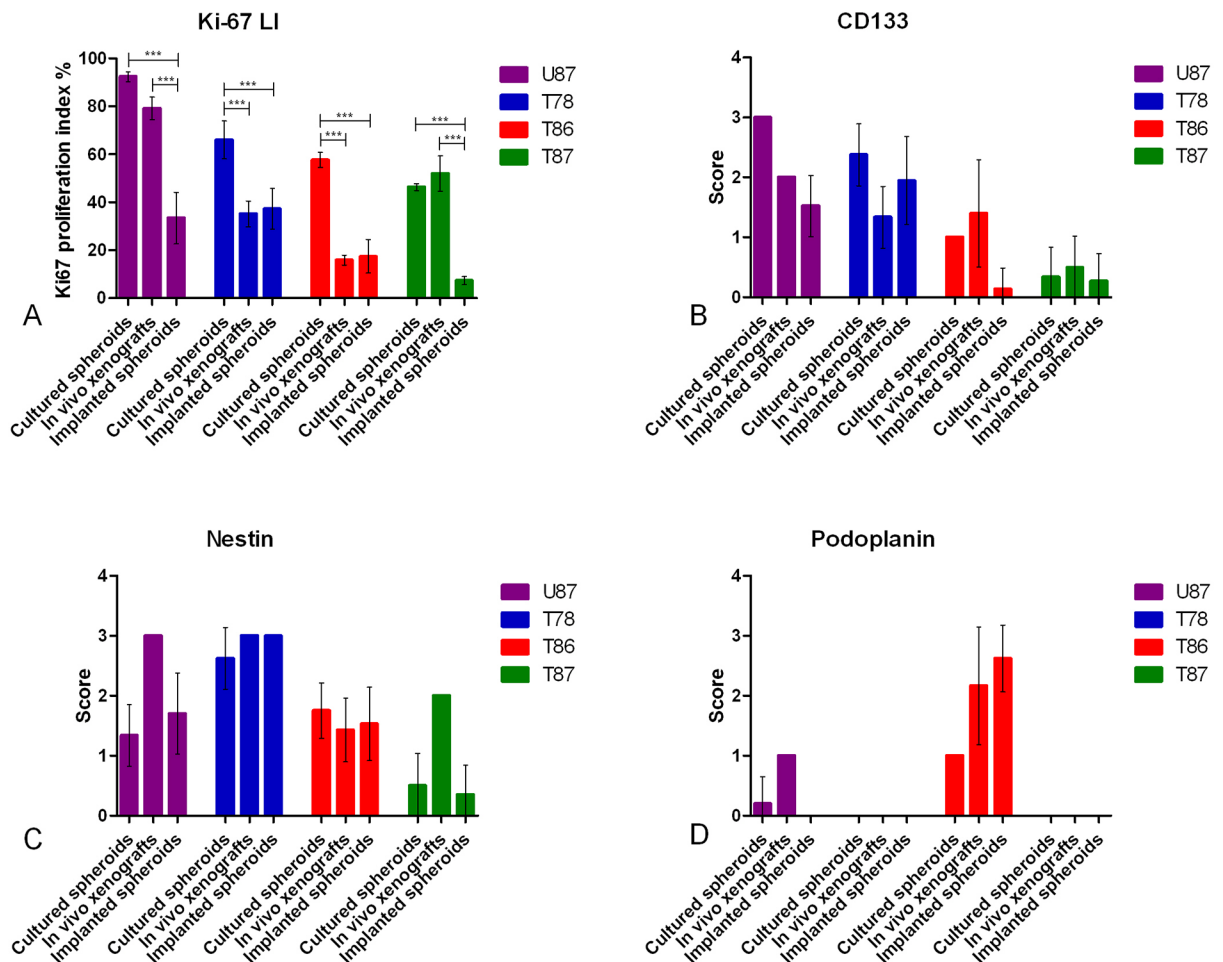 Ki-67 LI
Ki67 proliferation index %
100
80
60
40
20
0
***
***
***
***
***
***
***
***
U87
T78
T86
T87
Cultured spheroids
In vivo xenografts
Implanted spheroids
Cultured spheroids
In vivo xenografts
Implanted spheroids
Cultured spheroids
In vivo xenografts
Implanted spheroids
Cultured spheroids
In vivo xenografts
Implanted spheroids
A
CD133
Score
4
3
2
1
0
U87
T78
T86
T87
Cultured spheroids
In vivo xenografts
Implanted spheroids
Cultured spheroids
In vivo xenografts
Implanted spheroids
Cultured spheroids
In vivo xenografts
Implanted spheroids
Cultured spheroids
In vivo xenografts
Implanted spheroids
B
Nestin
Score
4
3
2
1
0
U87
T78
T86
T87
Cultured spheroids
In vivo xenografts
Implanted spheroids
Cultured spheroids
In vivo xenografts
Implanted spheroids
Cultured spheroids
In vivo xenografts
Implanted spheroids
Cultured spheroids
In vivo xenografts
Implanted spheroids
C
Podoplanin
Score
4
3
2
1
0
U87
T78
T86
T87
Cultured spheroids
In vivo xenografts
Implanted spheroids
Cultured spheroids
In vivo xenografts
Implanted spheroids
Cultured spheroids
In vivo xenografts
Implanted spheroids
Cultured spheroids
In vivo xenografts
Implanted spheroids
D